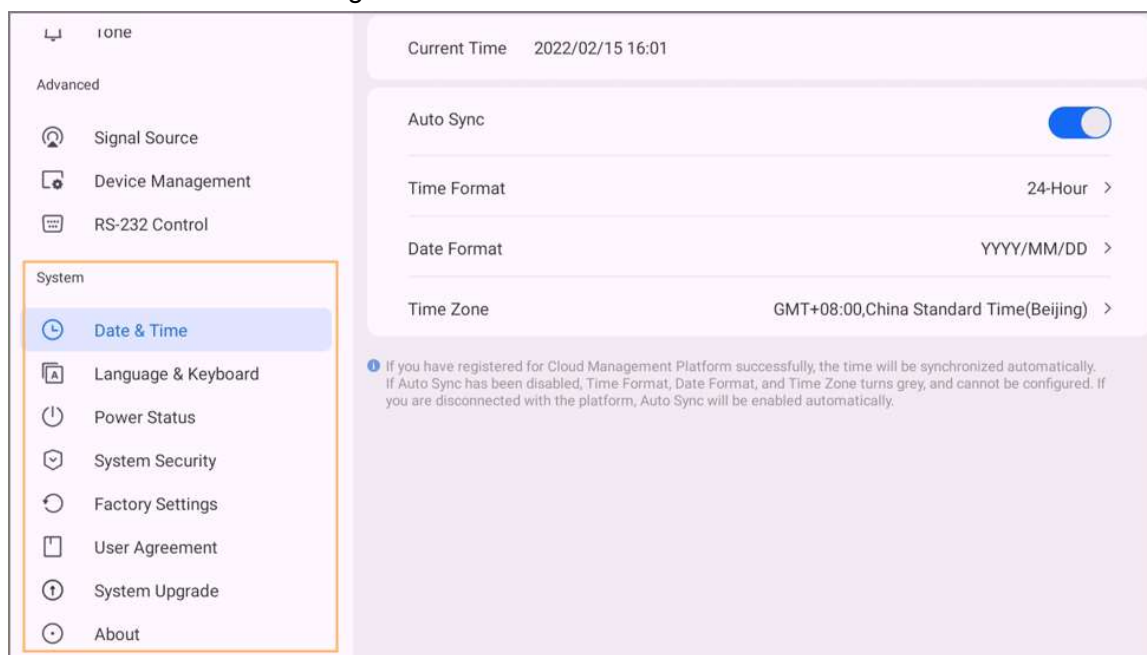 Tone
Advanced
Signal Source
Device Management
RS-232 Control
System
Date & Time
Language & Keyboard
Power Status
System Security
Factory Settings
User Agreement
System Upgrade
About
Current Time 2022/02/15 16:01
Auto Sync
Time Format 24-Hour >
Date Format YYYY/MM/DD >
Time Zone GMT+08:00,China Standard Time(Beijing) >
If you have registered for Cloud Management Platform successfully, the time will be synchronized automatically.
If Auto Sync has been disabled, Time Format, Date Format, and Time Zone turns grey, and cannot be configured. If
you are disconnected with the platform, Auto Sync will be enabled automatically.